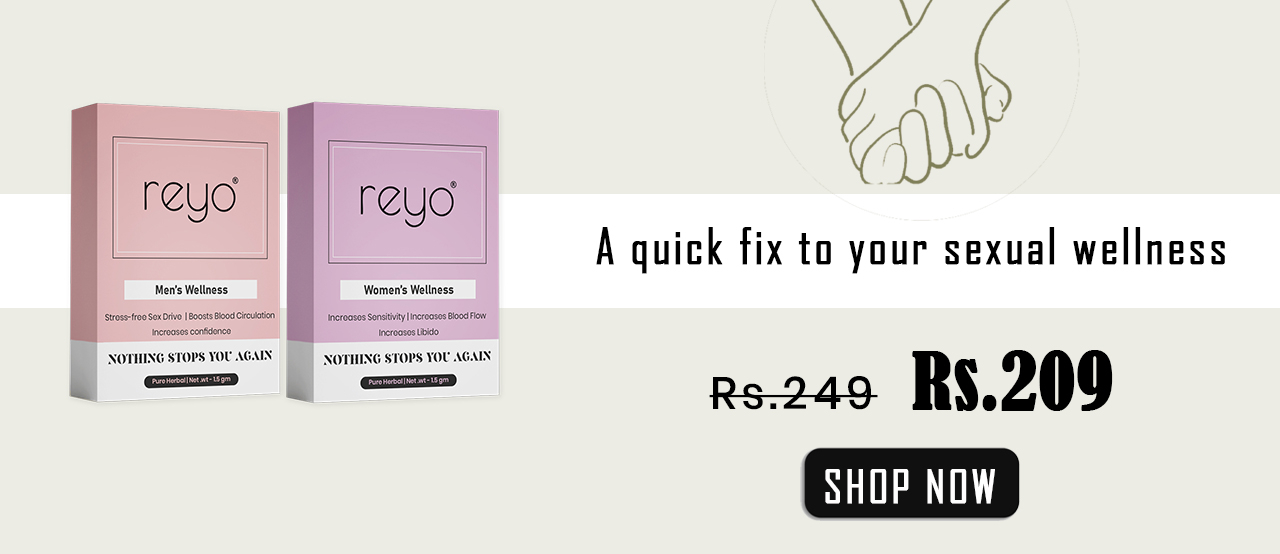 reyo®
Men's Wellness
Stress-free Sex Drive | Boosts Blood Circulation
Increases confidence
NOTHING STOPS YOU AGAIN
Pure Herbal | Net .wt - 1.5 gm
reyo®
Women's Wellness
Increases Sensitivity | Increases Blood Flow
Increases Libido
NOTHING STOPS YOU AGAIN
Pure Herbal | Net .wt - 1.5 gm
A quick fix to your sexual wellness
Rs.249 Rs.209
SHOP NOW